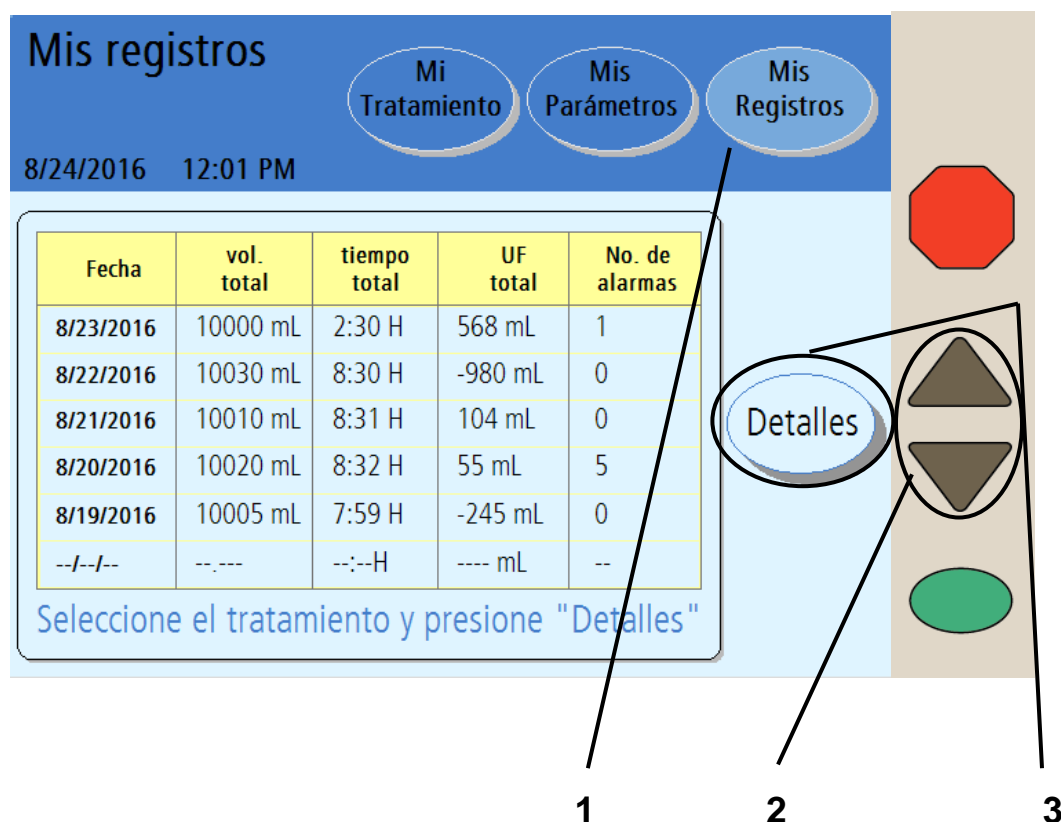 Mis registros
Mi
Tratamiento
Mis
Parámetros
Mis
Registros
8/24/2016 12:01 PM
Fecha vol. total tiempo total UF total No. de alarmas
8/23/2016 10000 mL 2:30 H 568 mL 1
8/22/2016 10030 mL 8:30 H -980 mL 0
8/21/2016 10010 mL 8:31 H 104 mL 0
8/20/2016 10020 mL 8:32 H 55 mL 5
8/19/2016 10005 mL 7:59 H -245 mL 0
--/--/-- --.--- --:--H ---- mL --
Detalles
Seleccione el tratamiento y presione "Detalles"
1 2 3